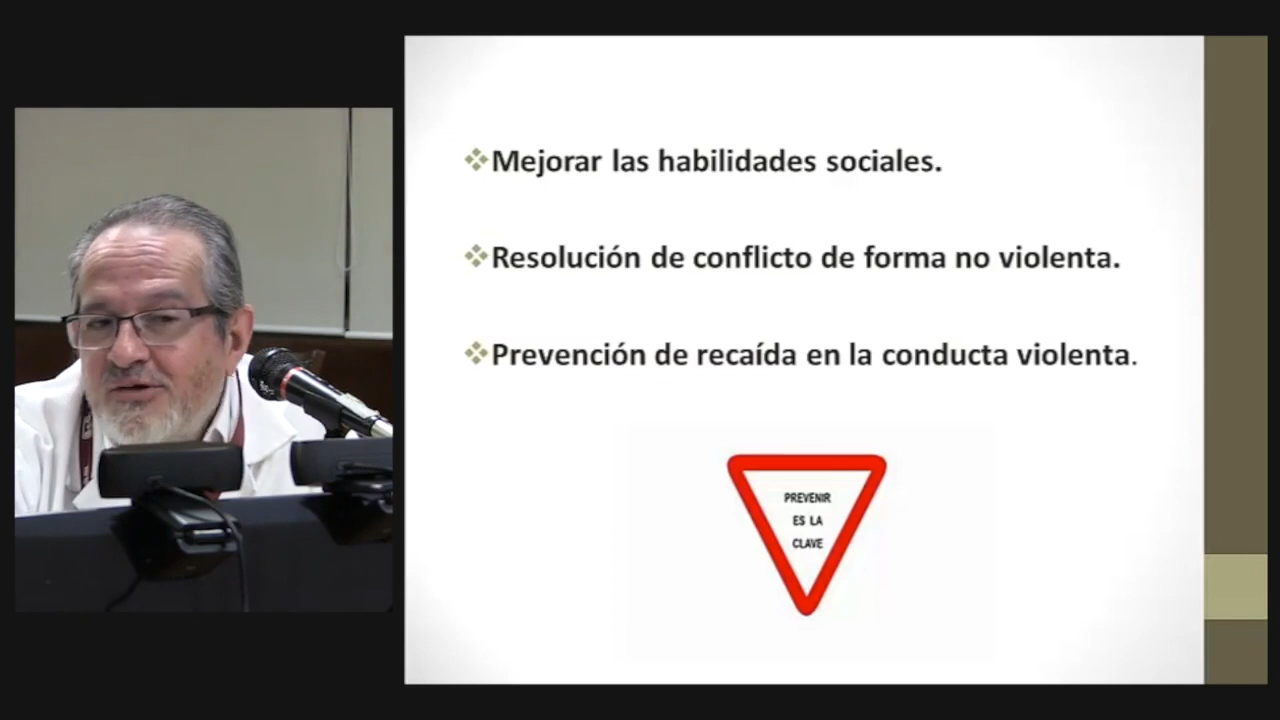 Mejorar las habilidades sociales.
Resolución de conflicto de forma no violenta.
Prevención de recaída en la conducta violenta.
PREVENIR
ES LA
CLAVE